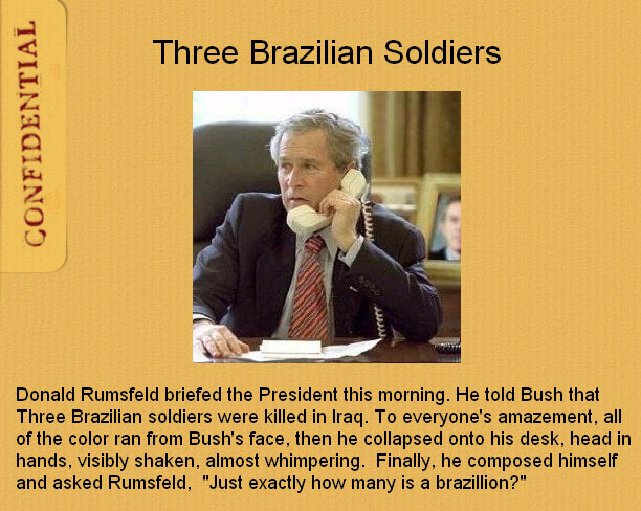 CONFIDENTIAL
Three Brazilian Soldiers
Donald Rumsfeld briefed the President this morning. He told Bush that
Three Brazilian soldiers were killed in Iraq. To everyone's amazement, all
of the color ran from Bush's face, then he collapsed onto his desk, head in
hands, visibly shaken, almost whimpering.  Finally, he composed himself
and asked Rumsfeld,  "Just exactly how many is a brazillion?"